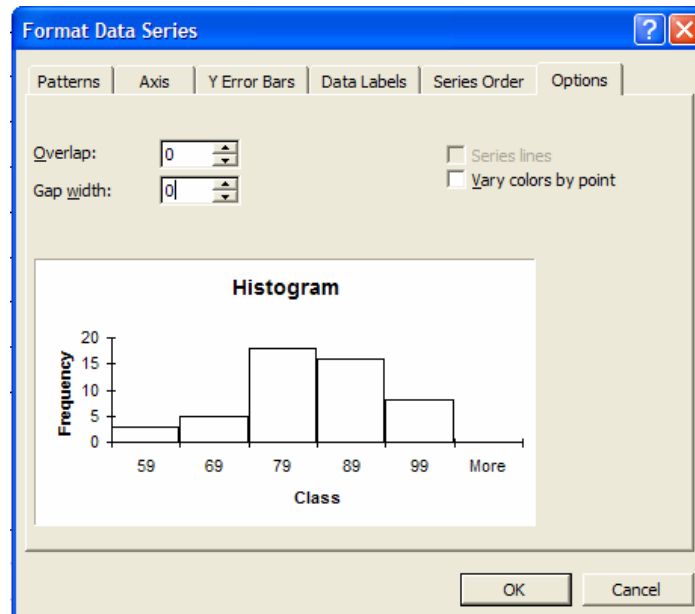 Format Data Series
Patterns Axis Y Error Bars Data Labels Series Order Options
Overlap: 0
Series lines
Gap width: 0
Vary colors by point
Histogram
Frequency
20
15
10
5
0
59 69 79 89 99 More
Class
OK Cancel